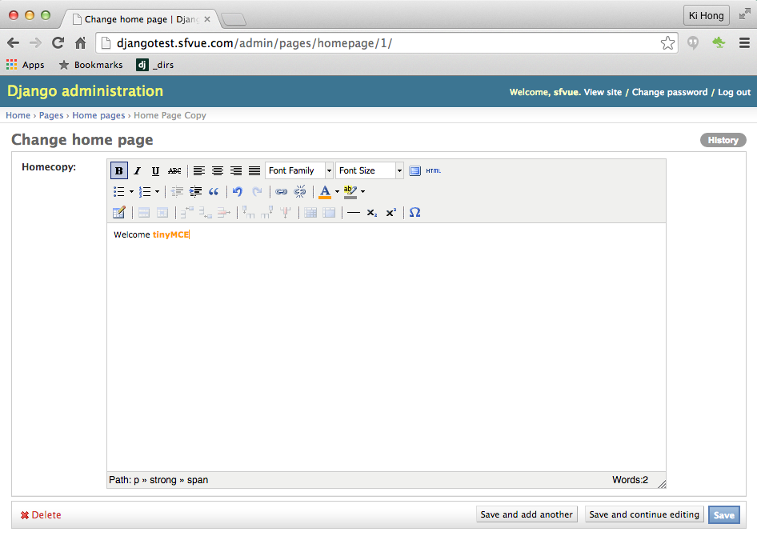 Change home page | Djan
Ki Hong
djangotest.sfvue.com/admin/pages/homepage/1/
Apps Bookmarks dj _dirs
Django administration
Welcome, sfvue. View site / Change password / Log out
Home › Pages › Home pages › Home Page Copy
Change home page
History
Homecopy:
B I U ABC Font Family Font Size HTML
A ab
x₂ x² Ω
Welcome tinyMCE
Path: p » strong » span Words:2
Delete Save and add another Save and continue editing Save